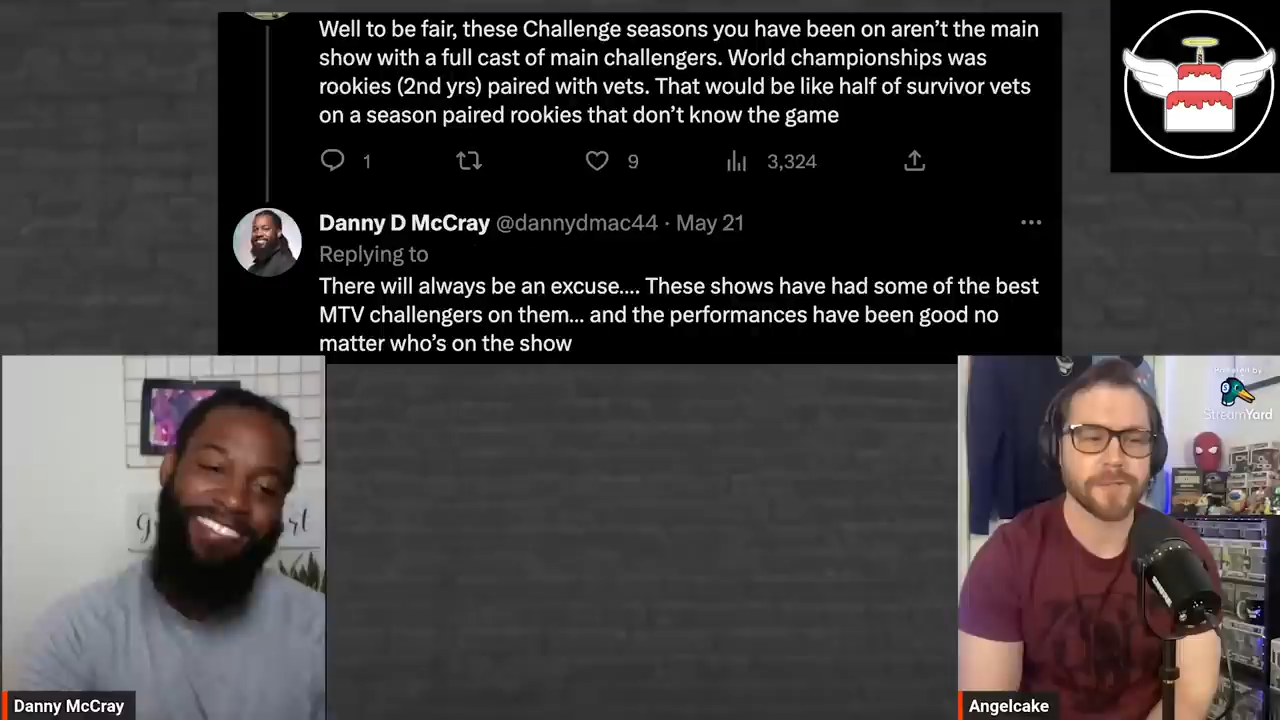 Well to be fair, these Challenge seasons you have been on aren’t the main
show with a full cast of main challengers. World championships was
rookies (2nd yrs) paired with vets. That would be like half of survivor vets
on a season paired rookies that don’t know the game
1
9
3,324
Danny D McCray @dannydmac44 · May 21
Replying to
There will always be an excuse.... These shows have had some of the best
MTV challengers on them... and the performances have been good no
matter who’s on the show
StreamYard
Danny McCray
Angelcake